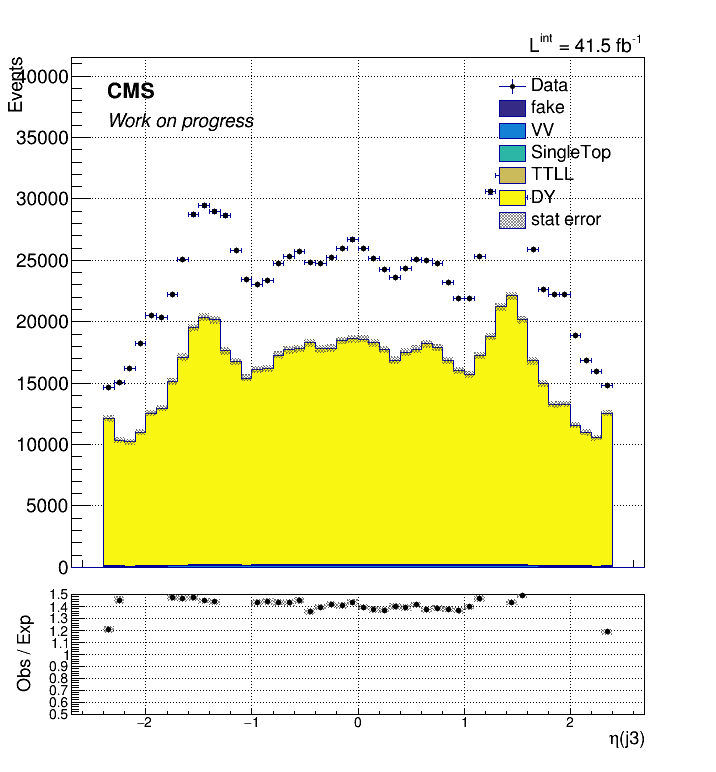 L^int = 41.5 fb^-1
Events
40000
35000
30000
25000
20000
15000
10000
5000
0
CMS
Work on progress
Data
fake
VV
SingleTop
TTLL
DY
stat error
Obs / Exp
1.5
1.4
1.3
1.2
1.1
1
0.9
0.8
0.7
0.6
0.5
−2
−1
0
1
2
η(j3)